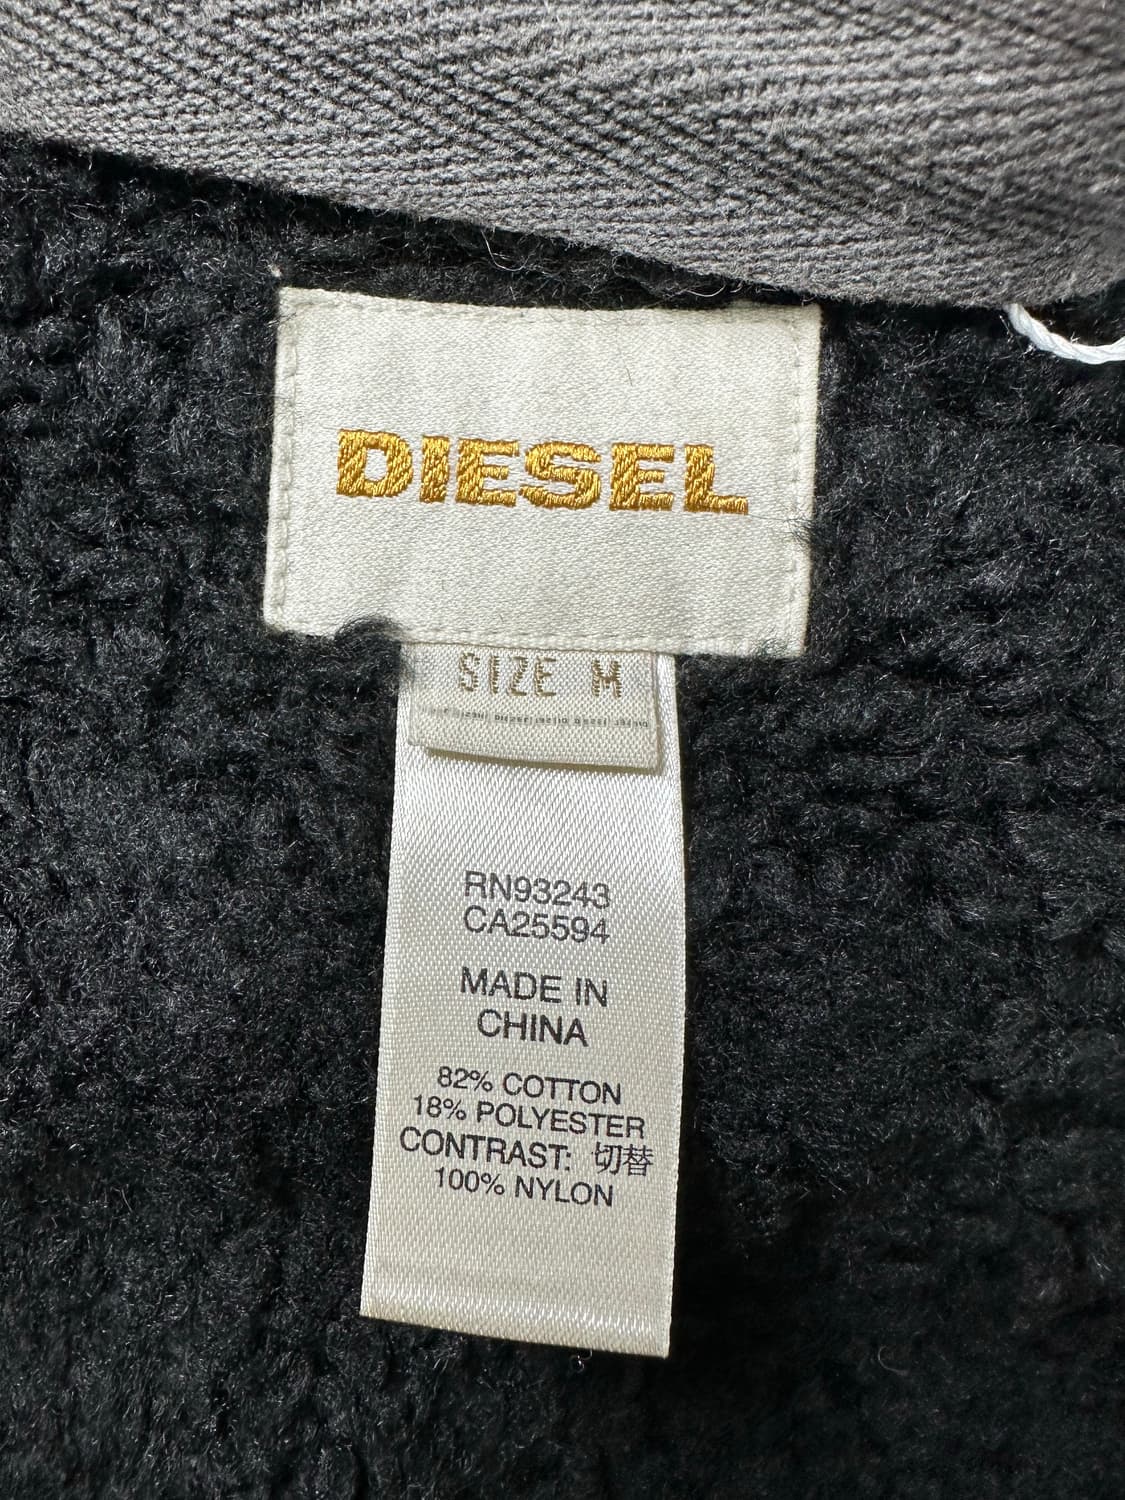 DIESEL
SIZE M
RN93243
CA25594
MADE IN
CHINA
82% COTTON
18% POLYESTER
CONTRAST: 切替
100% NYLON